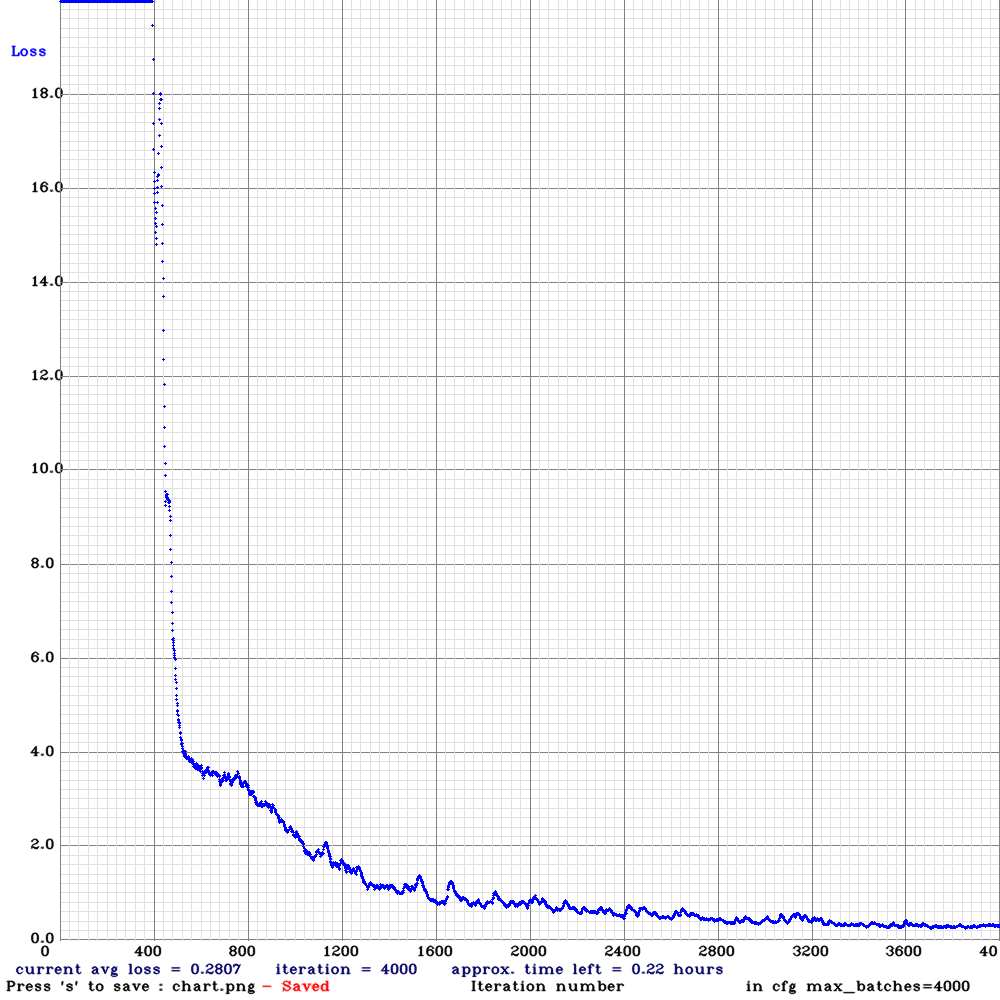 Loss
18.0
16.0
14.0
12.0
10.0
8.0
6.0
4.0
2.0
0.0
0 400 800 1200 1600 2000 2400 2800 3200 3600 40
current avg loss = 0.2807 iteration = 4000 approx. time left = 0.22 hours
Press 's' to save : chart.png - Saved Iteration number in cfg max_batches=4000